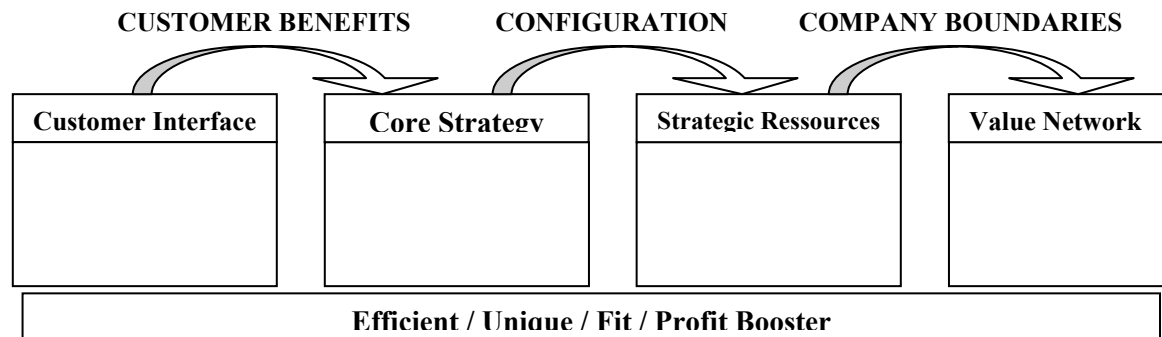 CUSTOMER BENEFITS CONFIGURATION COMPANY BOUNDARIES
Customer Interface Core Strategy Strategic Ressources Value Network
Efficient / Unique / Fit / Profit Booster